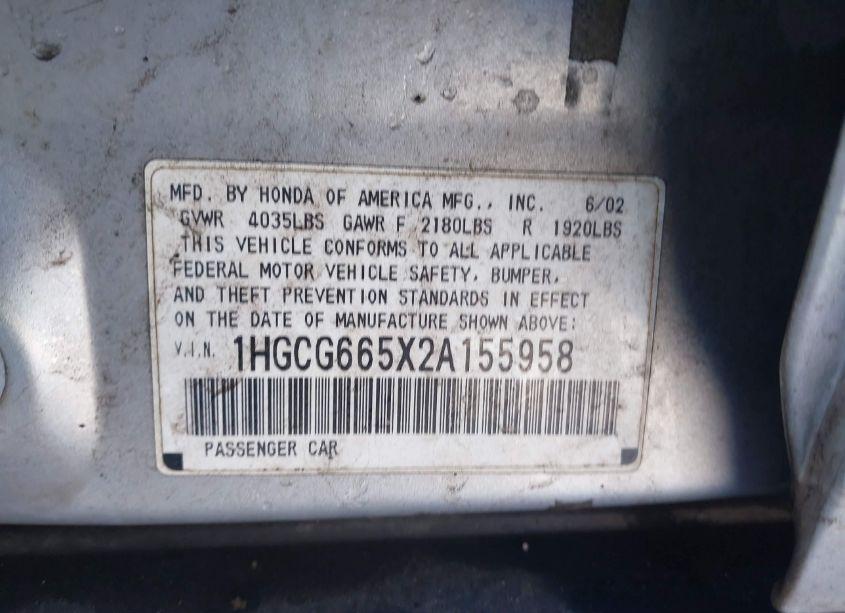 MFD. BY HONDA OF AMERICA MFG., INC. 6/02
GVWR 4035LBS GAWR F 2180LBS R 1920LBS
THIS VEHICLE CONFORMS TO ALL APPLICABLE
FEDERAL MOTOR VEHICLE SAFETY, BUMPER,
AND THEFT PREVENTION STANDARDS IN EFFECT
ON THE DATE OF MANUFACTURE SHOWN ABOVE:
V.I.N. 1HGCG665X2A155958
PASSENGER CAR